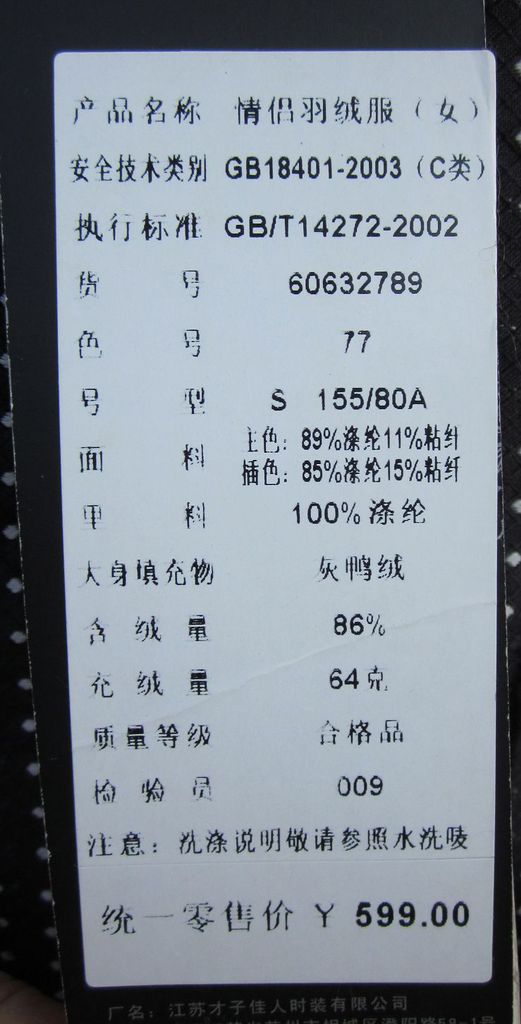 产品名称 情侣羽绒服（女）
安全技术类别 GB18401-2003（C类）
执行标准 GB/T14272-2002
货号 60632789
色号 77
号型 S 155/80A
面料 主色：89%涤纶11%粘纤
插色：85%涤纶15%粘纤
里料 100%涤纶
大身填充物 灰鸭绒
含绒量 86%
充绒量 64克
质量等级 合格品
检验员 009
注意：洗涤说明敬请参照水洗唛
统一零售价 ￥ 599.00
厂名：江苏才子佳人时装有限公司